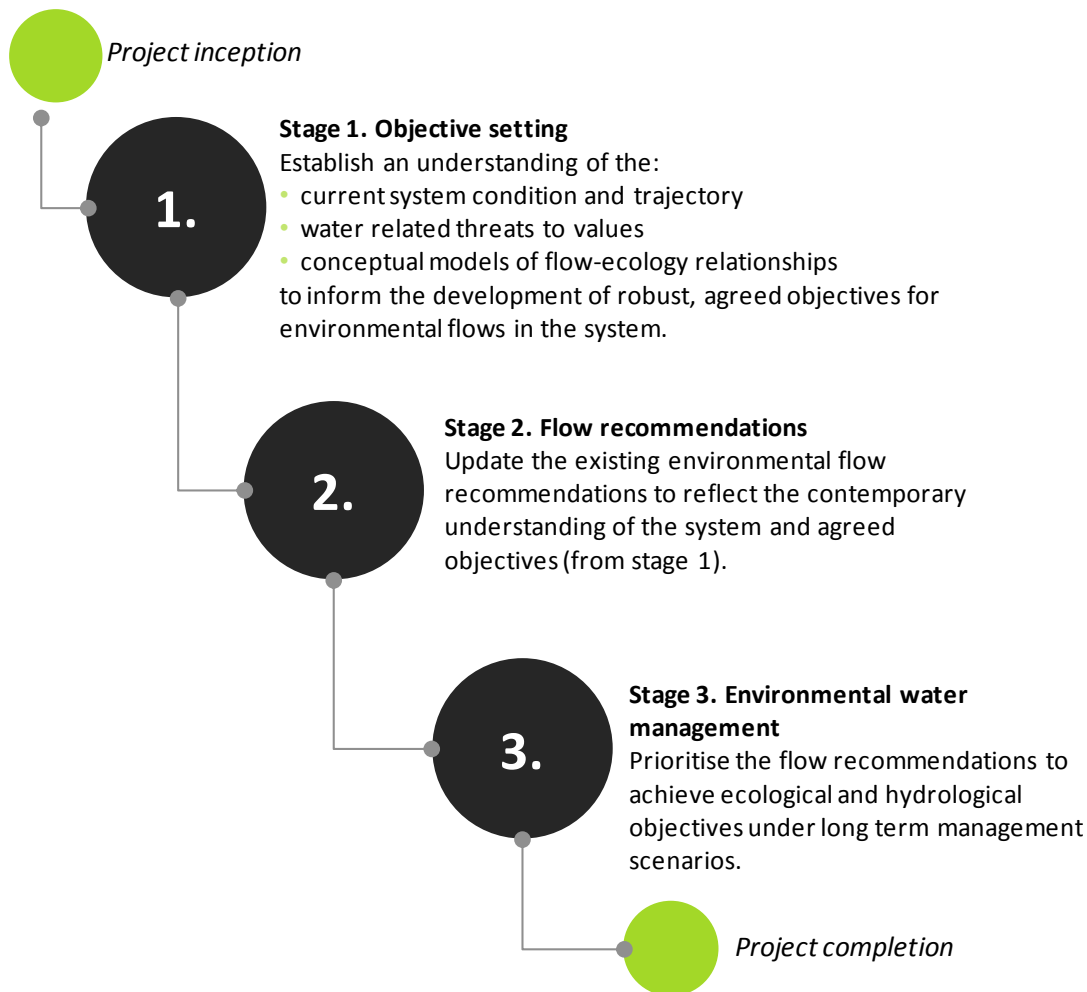 Project inception
1.
Stage 1. Objective setting
Establish an understanding of the:
• current system condition and trajectory
• water related threats to values
• conceptual models of flow-ecology relationships
to inform the development of robust, agreed objectives for
environmental flows in the system.
2.
Stage 2. Flow recommendations
Update the existing environmental flow
recommendations to reflect the contemporary
understanding of the system and agreed
objectives (from stage 1).
3.
Stage 3. Environmental water
management
Prioritise the flow recommendations to
achieve ecological and hydrological
objectives under long term management
scenarios.
Project completion